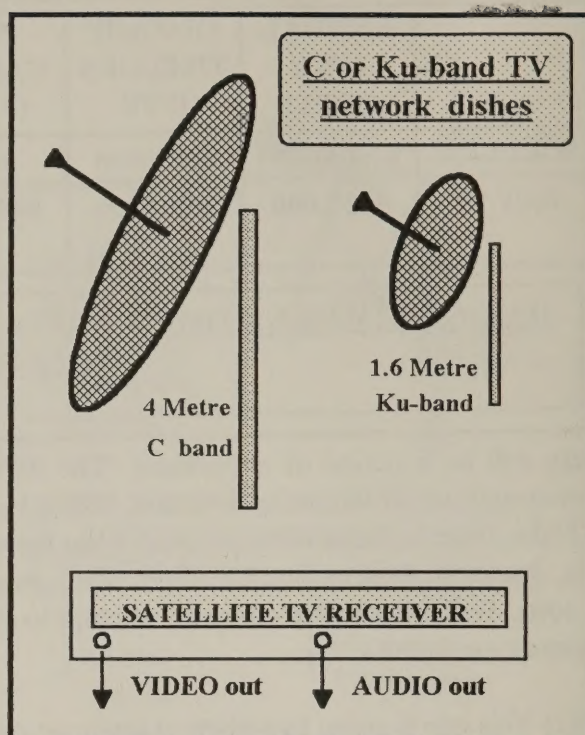 C or Ku-band TV
network dishes
4 Metre
C band
1.6 Metre
Ku-band
SATELLITE TV RECEIVER
VIDEO out
AUDIO out